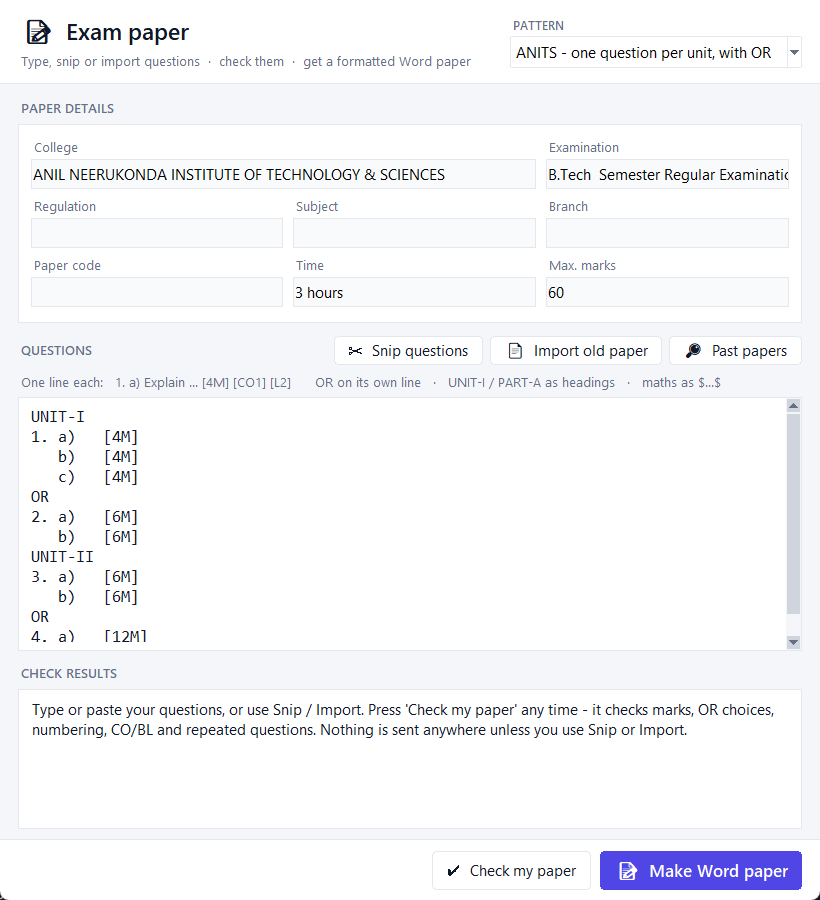 Exam paper
Type, snip or import questions · check them · get a formatted Word paper
PATTERN
ANITS - one question per unit, with OR
PAPER DETAILS
College
Examination
ANIL NEERUKONDA INSTITUTE OF TECHNOLOGY & SCIENCES
B.Tech  Semester Regular Examinatic
Regulation
Subject
Branch
Paper code
Time
Max. marks
3 hours
60
QUESTIONS
Snip questions
Import old paper
Past papers
One line each:   1. a) Explain ... [4M] [CO1] [L2]      OR on its own line   ·   UNIT-I / PART-A as headings   ·   maths as $...$
UNIT-I
1. a)   [4M]
   b)   [4M]
   c)   [4M]
OR
2. a)   [6M]
   b)   [6M]
UNIT-II
3. a)   [6M]
   b)   [6M]
OR
4. a)   [12M]
CHECK RESULTS
Type or paste your questions, or use Snip / Import. Press 'Check my paper' any time - it checks marks, OR choices,
numbering, CO/BL and repeated questions. Nothing is sent anywhere unless you use Snip or Import.
Check my paper
Make Word paper